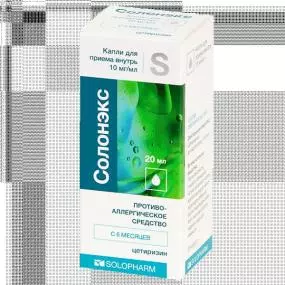 Капли для
приема внутрь
10 мг/мл
S
Солонэкс
20 мл
ПРОТИВО-
АЛЛЕРГИЧЕСКОЕ
СРЕДСТВО
С 6 МЕСЯЦЕВ
цетиризин
SOLOPHARM